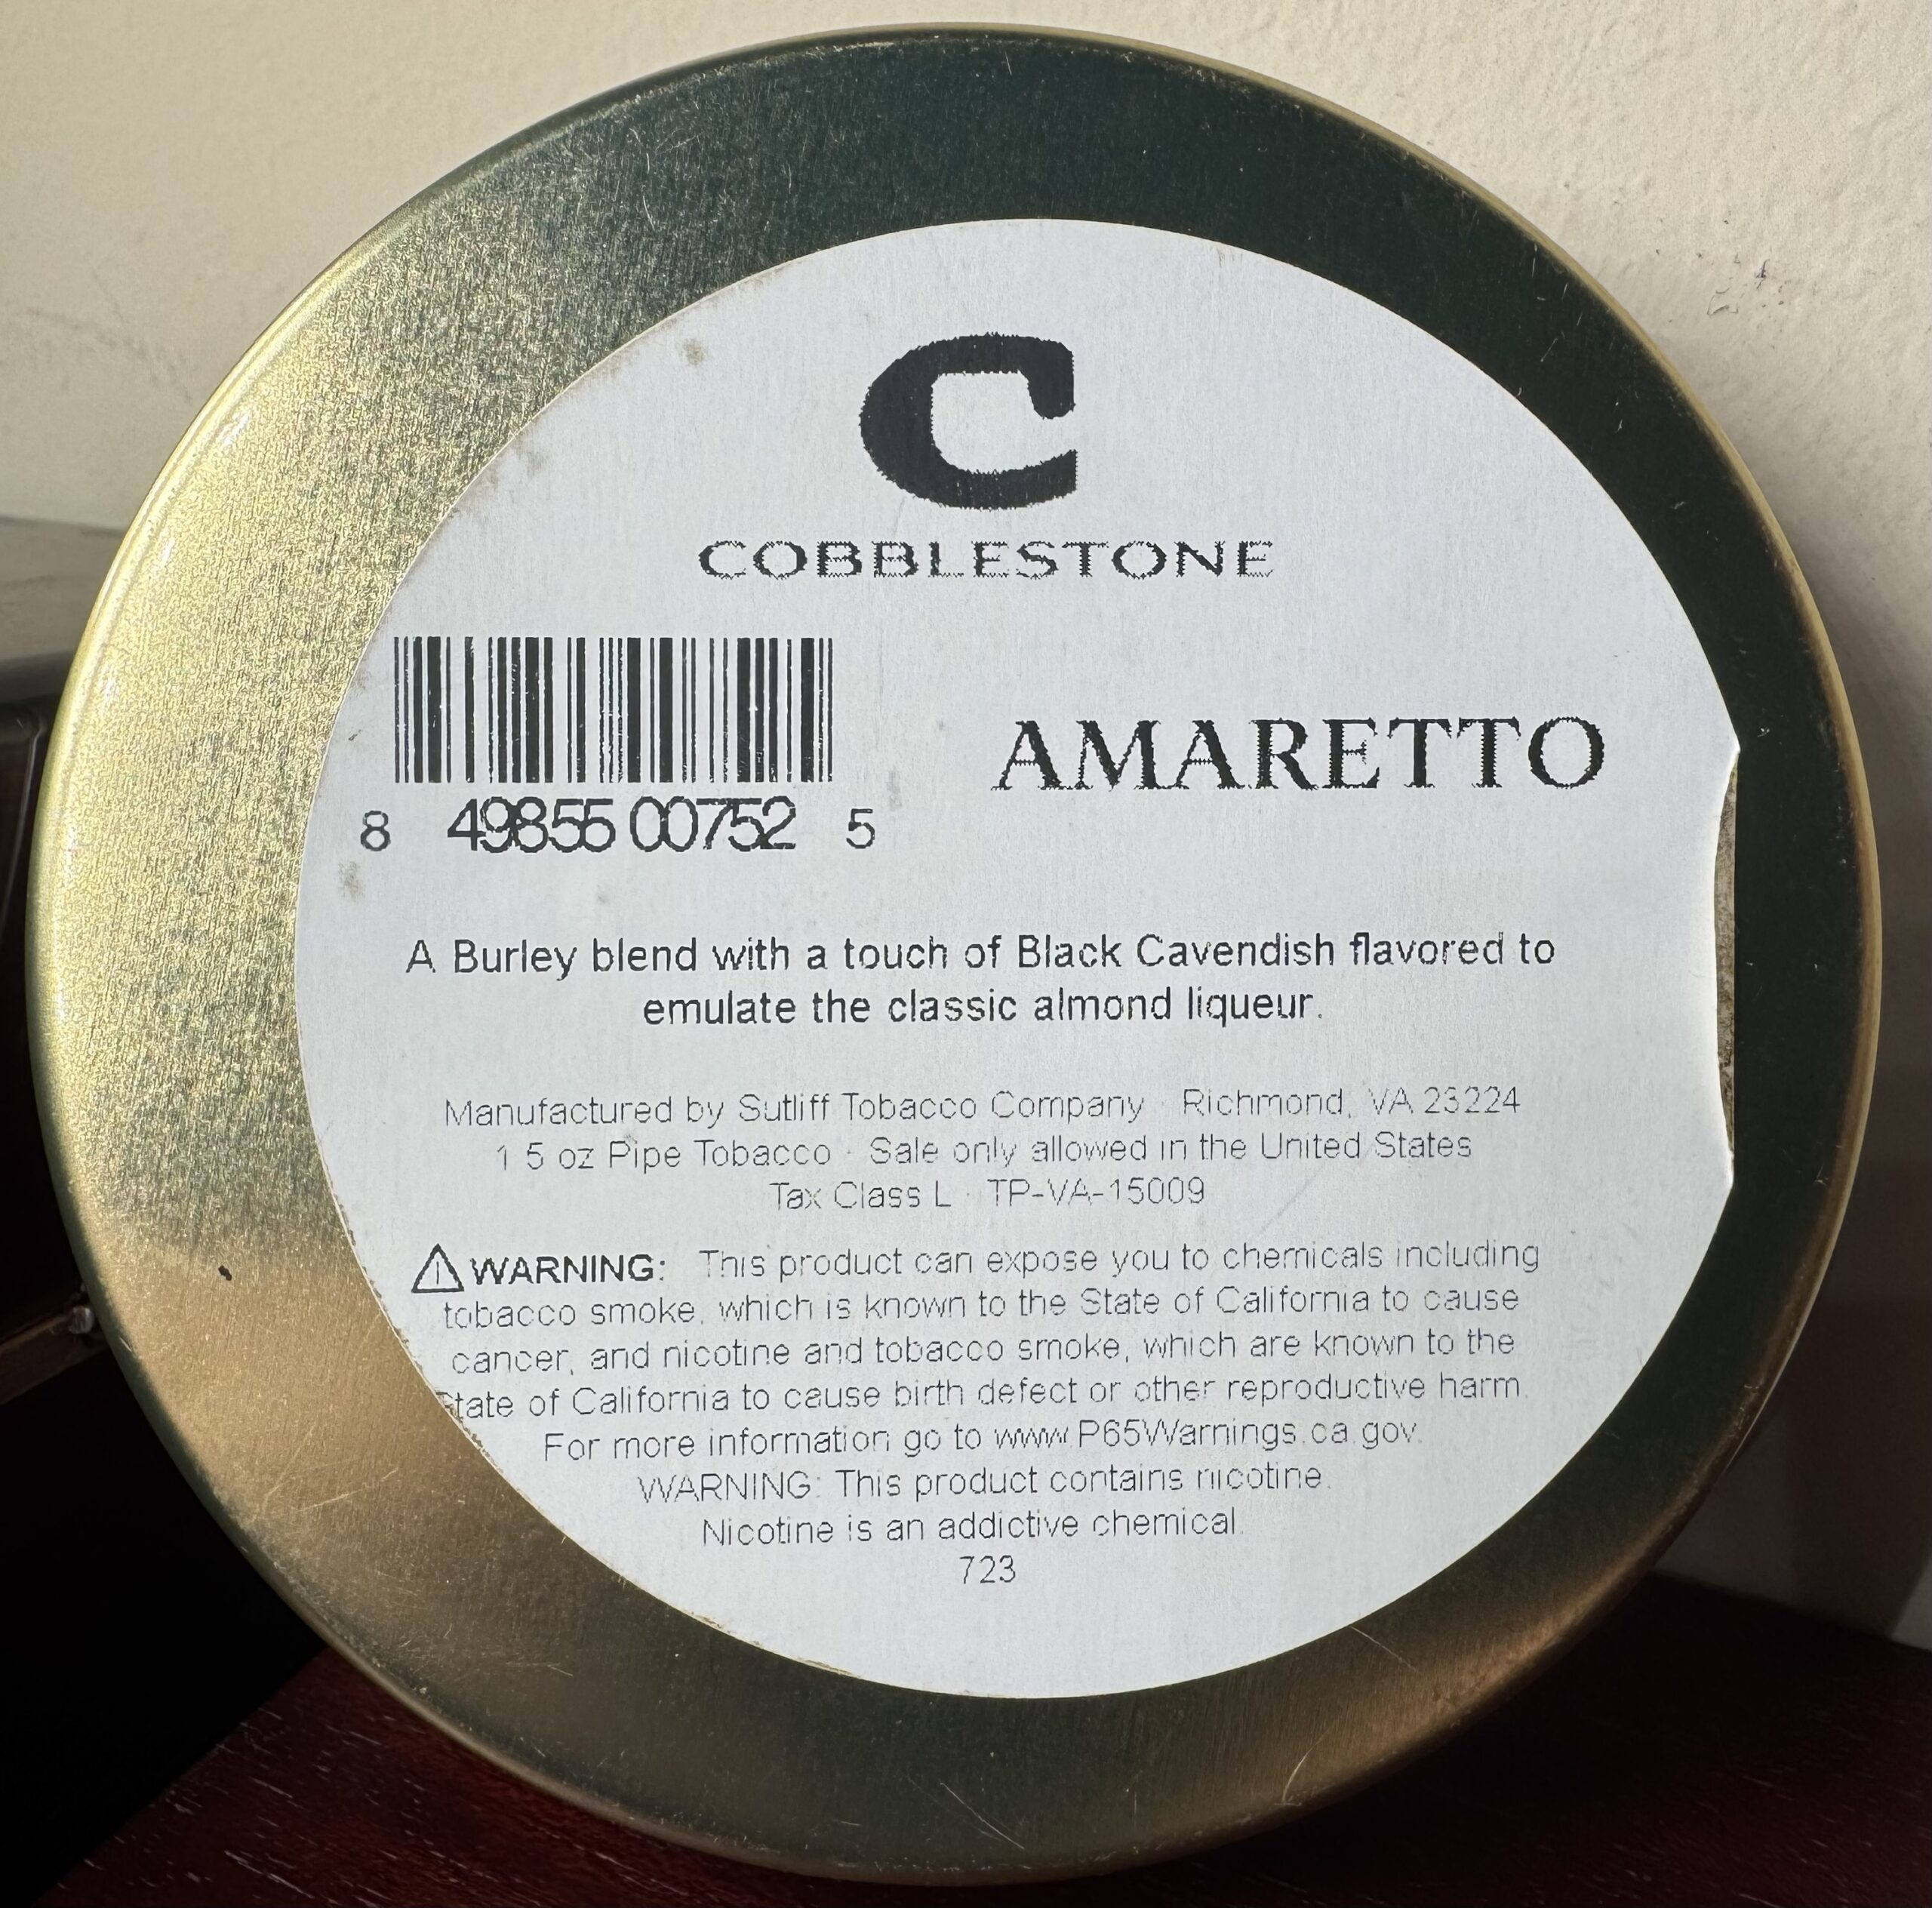 C
COBBLESTONE
8 49855 00752 5
AMARETTO
A Burley blend with a touch of Black Cavendish flavored to
emulate the classic almond liqueur.
Manufactured by Sutliff Tobacco Company · Richmond, VA 23224
1.5 oz Pipe Tobacco · Sale only allowed in the United States
Tax Class L · TP-VA-15009
⚠WARNING: This product can expose you to chemicals including
tobacco smoke, which is known to the State of California to cause
cancer, and nicotine and tobacco smoke, which are known to the
State of California to cause birth defect or other reproductive harm.
For more information go to www.P65Warnings.ca.gov.
WARNING: This product contains nicotine.
Nicotine is an addictive chemical.
723